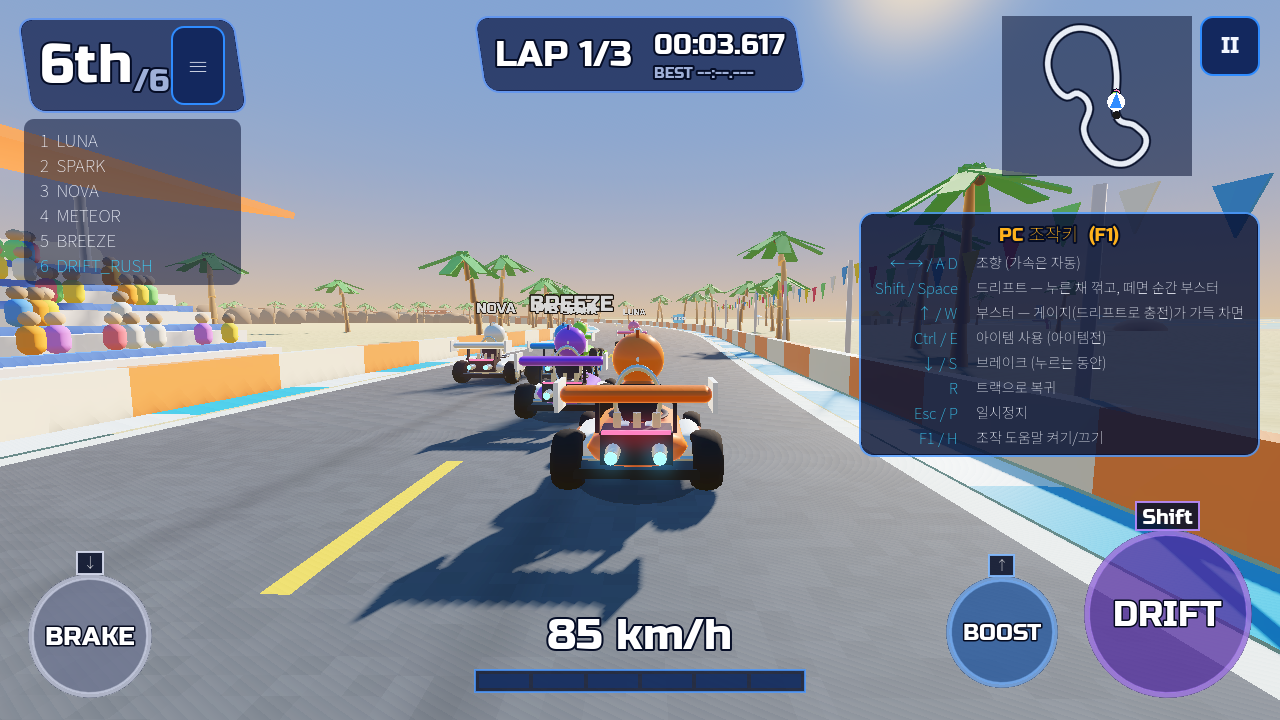 6th/6
LAP 1/3
00:03.617
BEST --:--.---
II
1 LUNA
2 SPARK
3 NOVA
4 METEOR
5 BREEZE
6 DRIFT RUSH
PC 조작키 (F1)
←→ / A D 조향 (가속은 자동)
Shift / Space 드리프트 — 누른 채 꺾고, 떼면 순간 부스터
↑ / W 부스터 — 게이지(드리프트로 충전)가 가득 차면
Ctrl / E 아이템 사용 (아이템전)
↓ / S 브레이크 (누르는 동안)
R 트랙으로 복귀
Esc / P 일시정지
F1 / H 조작 도움말 켜기/끄기
NOVA
BREEZE
LUNA
Shift
DRIFT
↑
BOOST
↓
BRAKE
85 km/h